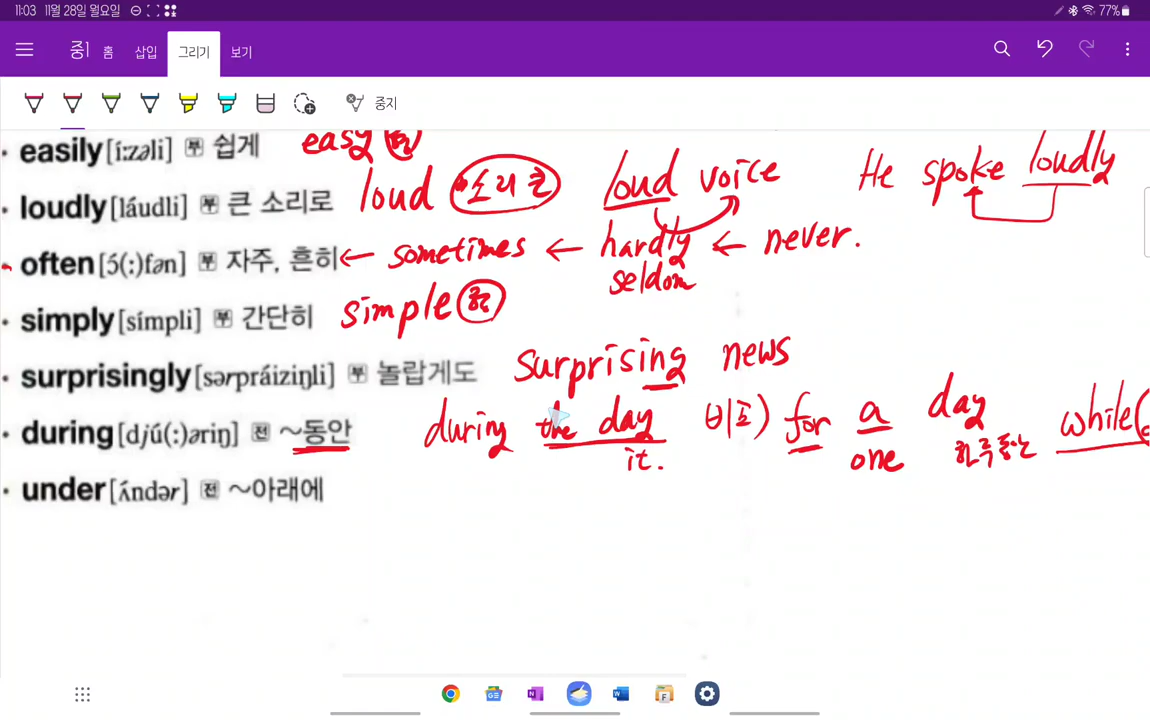 11:03 11월 28일 월요일 77%
중1 홈 삽입 그리기 보기
중지
easily[íːzəli] 부 쉽게 easy 형
loudly[láudli] 부 큰 소리로 loud 소리 큰 loud voice He spoke loudly
often[ɔ́(ː)fən] 부 자주, 흔히 ← sometimes ← hardly ← never.
seldom
simply[símpli] 부 간단히 simple 형
surprisingly[sərpráiziŋli] 부 놀랍게도 surprising news
during[djú(ː)əriŋ] 전 ~동안 during the day 비교) for a day while(
it. one 하루동안
under[ʌ́ndər] 전 ~아래에